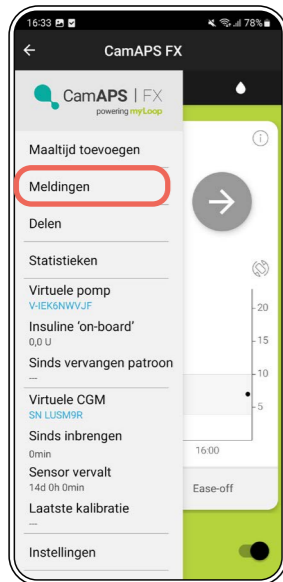 16:33 78%
CamAPS FX
CamAPS | FX
powering myLoop
Maaltijd toevoegen
Meldingen
Delen
Statistieken
Virtuele pomp
V-IEK6NWVJF
Insuline 'on-board'
0,0 U
Sinds vervangen patroon
---
Virtuele CGM
SN LUSM9R
Sinds inbrengen
0min
Sensor vervalt
14d 0h 0min
Laatste kalibratie
---
Instellingen
20
15
10
5
16:00
Ease-off